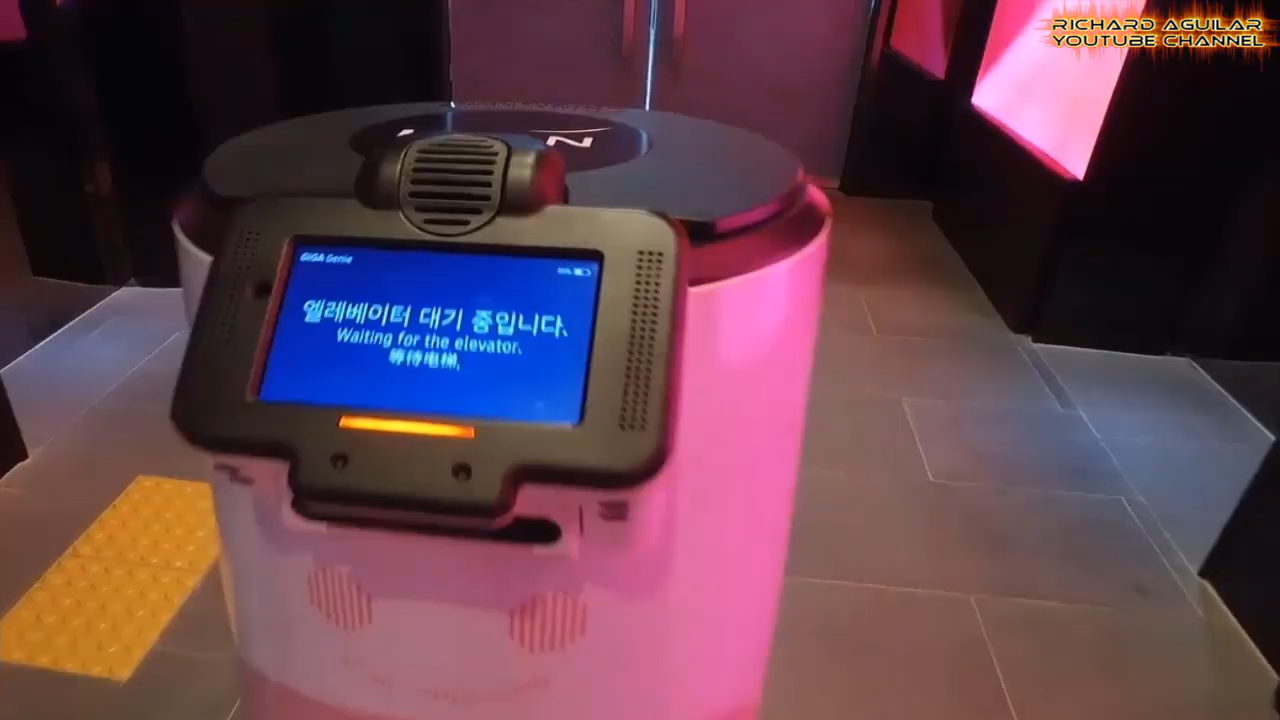 RICHARD AGUILAR
YOUTUBE CHANNEL
N
GiGA Genie
엘레베이터 대기 중입니다.
Waiting for the elevator.
等待电梯.